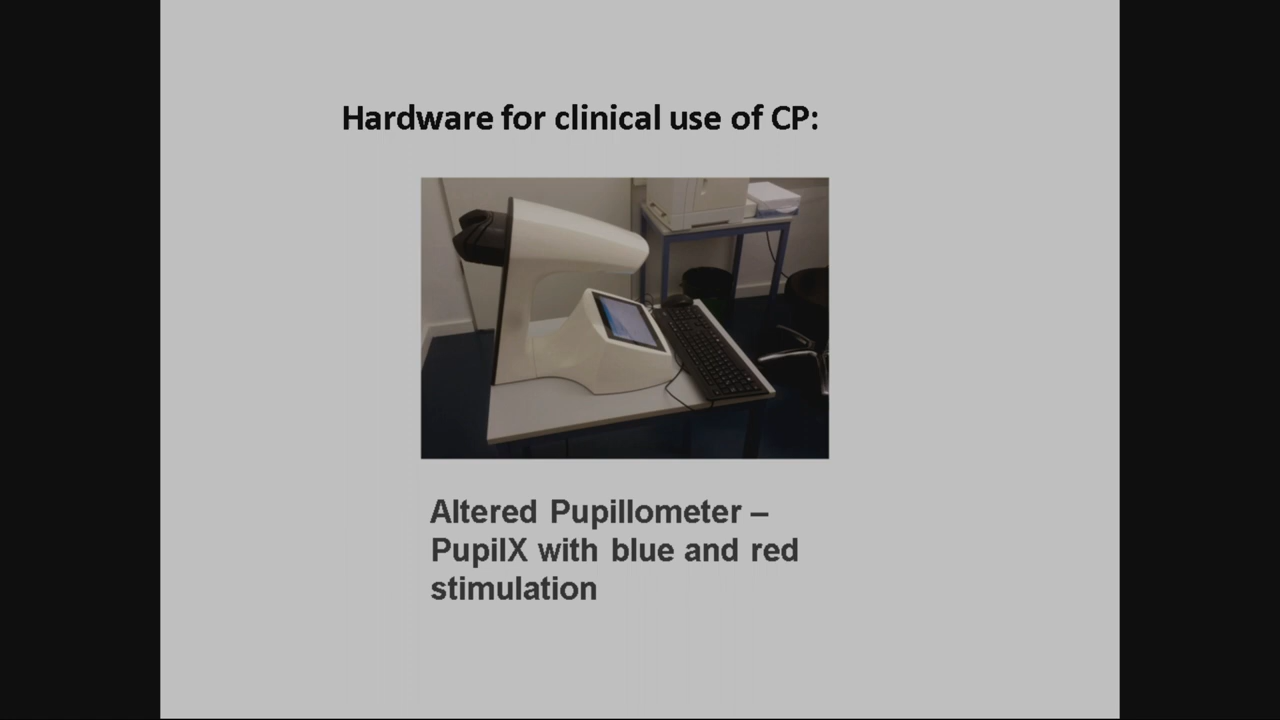 Hardware for clinical use of CP:
Altered Pupillometer –
PupilX with blue and red
stimulation